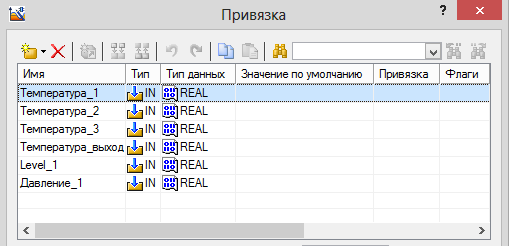 Привязка
Имя Тип Тип данных Значение по умолчанию Привязка Флаги
Температура_1 IN REAL
Температура_2 IN REAL
Температура_3 IN REAL
Температура_выход IN REAL
Level_1 IN REAL
Давление_1 IN REAL